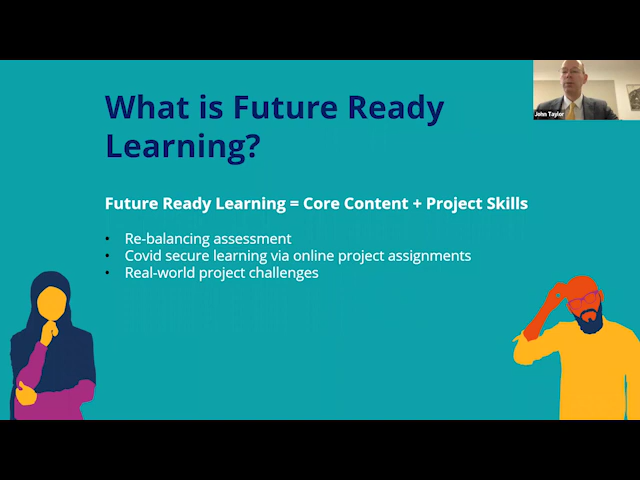 What is Future Ready
Learning?
Future Ready Learning = Core Content + Project Skills
• Re-balancing assessment
• Covid secure learning via online project assignments
• Real-world project challenges
John Taylor